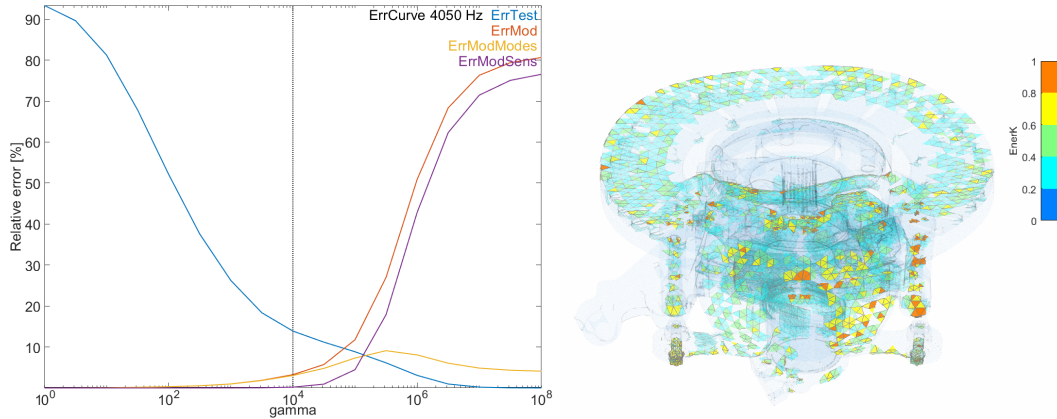 ErrCurve 4050 Hz ErrTest
ErrMod
ErrModModes
ErrModSens
90
80
70
60
50
40
30
20
10
Relative error [%]
10^0 10^2 10^4 10^6 10^8
gamma
1
0.8
0.6
0.4
0.2
0
EnerK